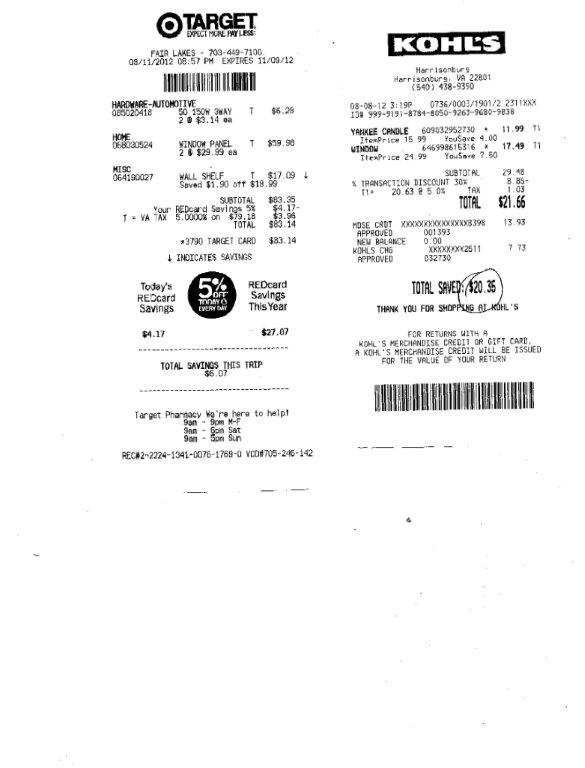 TARGET
EXPECT MORE. PAY LESS.
FAIR LAKES - 703-449-7100
08/11/2012 08:57 PM EXPIRES 11/09/12
HARDWARE-AUTOMOTIVE
085020418 SO 150W 3WAY T $6.28
2 @ $3.14 ea
HOME
068030524 WINDOW PANEL T $59.98
2 @ $29.99 ea
MISC
064190027 WALL SHELF T $17.09 ↓
Saved $1.90 off $18.99
SUBTOTAL $83.35
Your REDcard Savings 5% $4.17-
T = VA TAX 5.0000% on $79.18 $3.96
TOTAL $83.14
*3790 TARGET CARD $83.14
↓ INDICATES SAVINGS
Today's
REDcard
Savings
5%
OFF
TODAY &
EVERY DAY
REDcard
Savings
This Year
$4.17 $27.07
TOTAL SAVINGS THIS TRIP
$6.07
Target Pharmacy We're here to help!
9am - 9pm M-F
9am - 6pm Sat
9am - 5pm Sun
REC#2-2224-1341-0076-1769-0 VCD#705-246-142
KOHL'S
Harrisonburg
Harrisonburg, VA 22801
(540) 438-9350
08-08-12 3:19P 0736/0003/1901/2 2311XXX
ID# 999-9191-8784-8050-9263-9680-9838
YANKEE CANDLE 609032952730 * 11.99 T1
ItemPrice 15.99 YouSave 4.00
WINDOW 646998615316 * 17.49 T1
ItemPrice 24.99 YouSave 7.50
SUBTOTAL 29.48
% TRANSACTION DISCOUNT 30% 8.85-
T1= 20.63 @ 5.0% TAX 1.03
TOTAL $21.66
MDSE CRDT XXXXXXXXXXXXXXX8398 13.93
APPROVED 001393
NEW BALANCE 0.00
KOHLS CHG XXXXXXXX2511 7.73
APPROVED 032730
TOTAL SAVED: $20.35
THANK YOU FOR SHOPPING AT KOHL'S
FOR RETURNS WITH A
KOHL'S MERCHANDISE CREDIT OR GIFT CARD,
A KOHL'S MERCHANDISE CREDIT WILL BE ISSUED
FOR THE VALUE OF YOUR RETURN